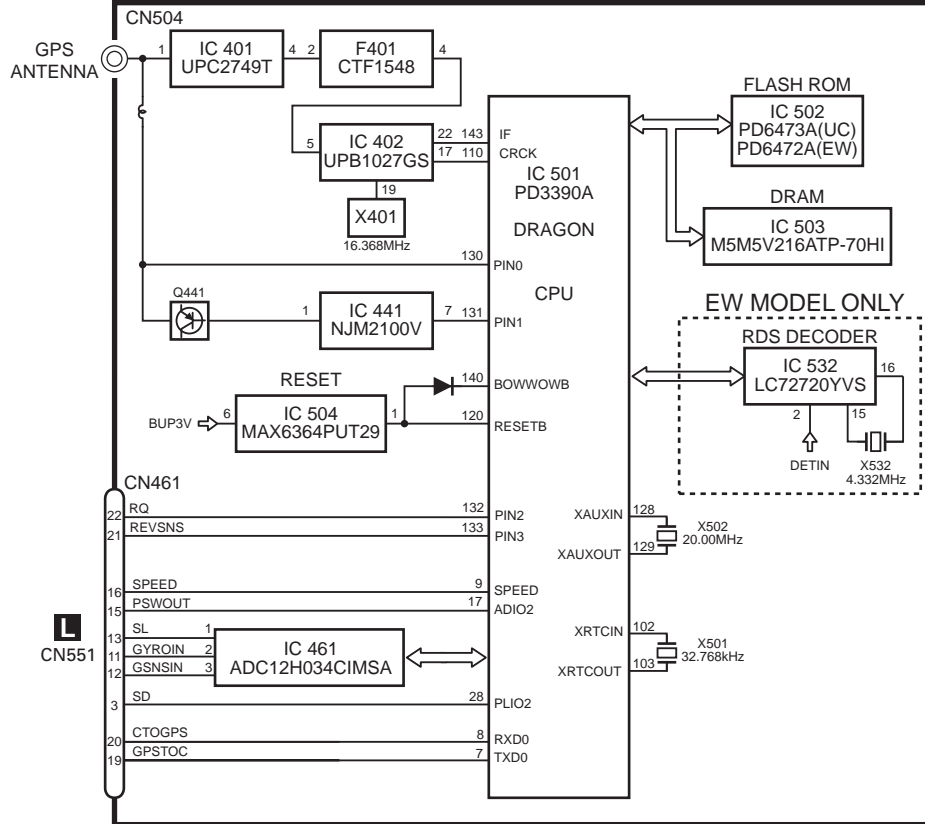 CN504
GPS
ANTENNA
1
IC 401
UPC2749T
4
2
F401
CTF1548
4
5
IC 402
UPB1027GS
22
143
IF
17
110
CRCK
19
X401
16.368MHz
IC 501
PD3390A
DRAGON
CPU
FLASH ROM
IC 502
PD6473A(UC)
PD6472A(EW)
DRAM
IC 503
M5M5V216ATP-70HI
130
PIN0
Q441
1
IC 441
NJM2100V
7
131
PIN1
EW MODEL ONLY
RDS DECODER
IC 532
LC72720YVS
16
2
15
DETIN
X532
4.332MHz
RESET
BUP3V
6
IC 504
MAX6364PUT29
1
140
BOWWOWB
120
RESETB
CN461
22
RQ
132
PIN2
21
REVSNS
133
PIN3
XAUXIN
128
XAUXOUT
129
X502
20.00MHz
16
SPEED
9
SPEED
15
PSWOUT
17
ADIO2
L
CN551
13
SL
1
11
GYROIN
2
12
GSNSIN
3
IC 461
ADC12H034CIMSA
XRTCIN
102
XRTCOUT
103
X501
32.768kHz
3
SD
28
PLIO2
20
CTOGPS
8
RXD0
19
GPSTOC
7
TXD0